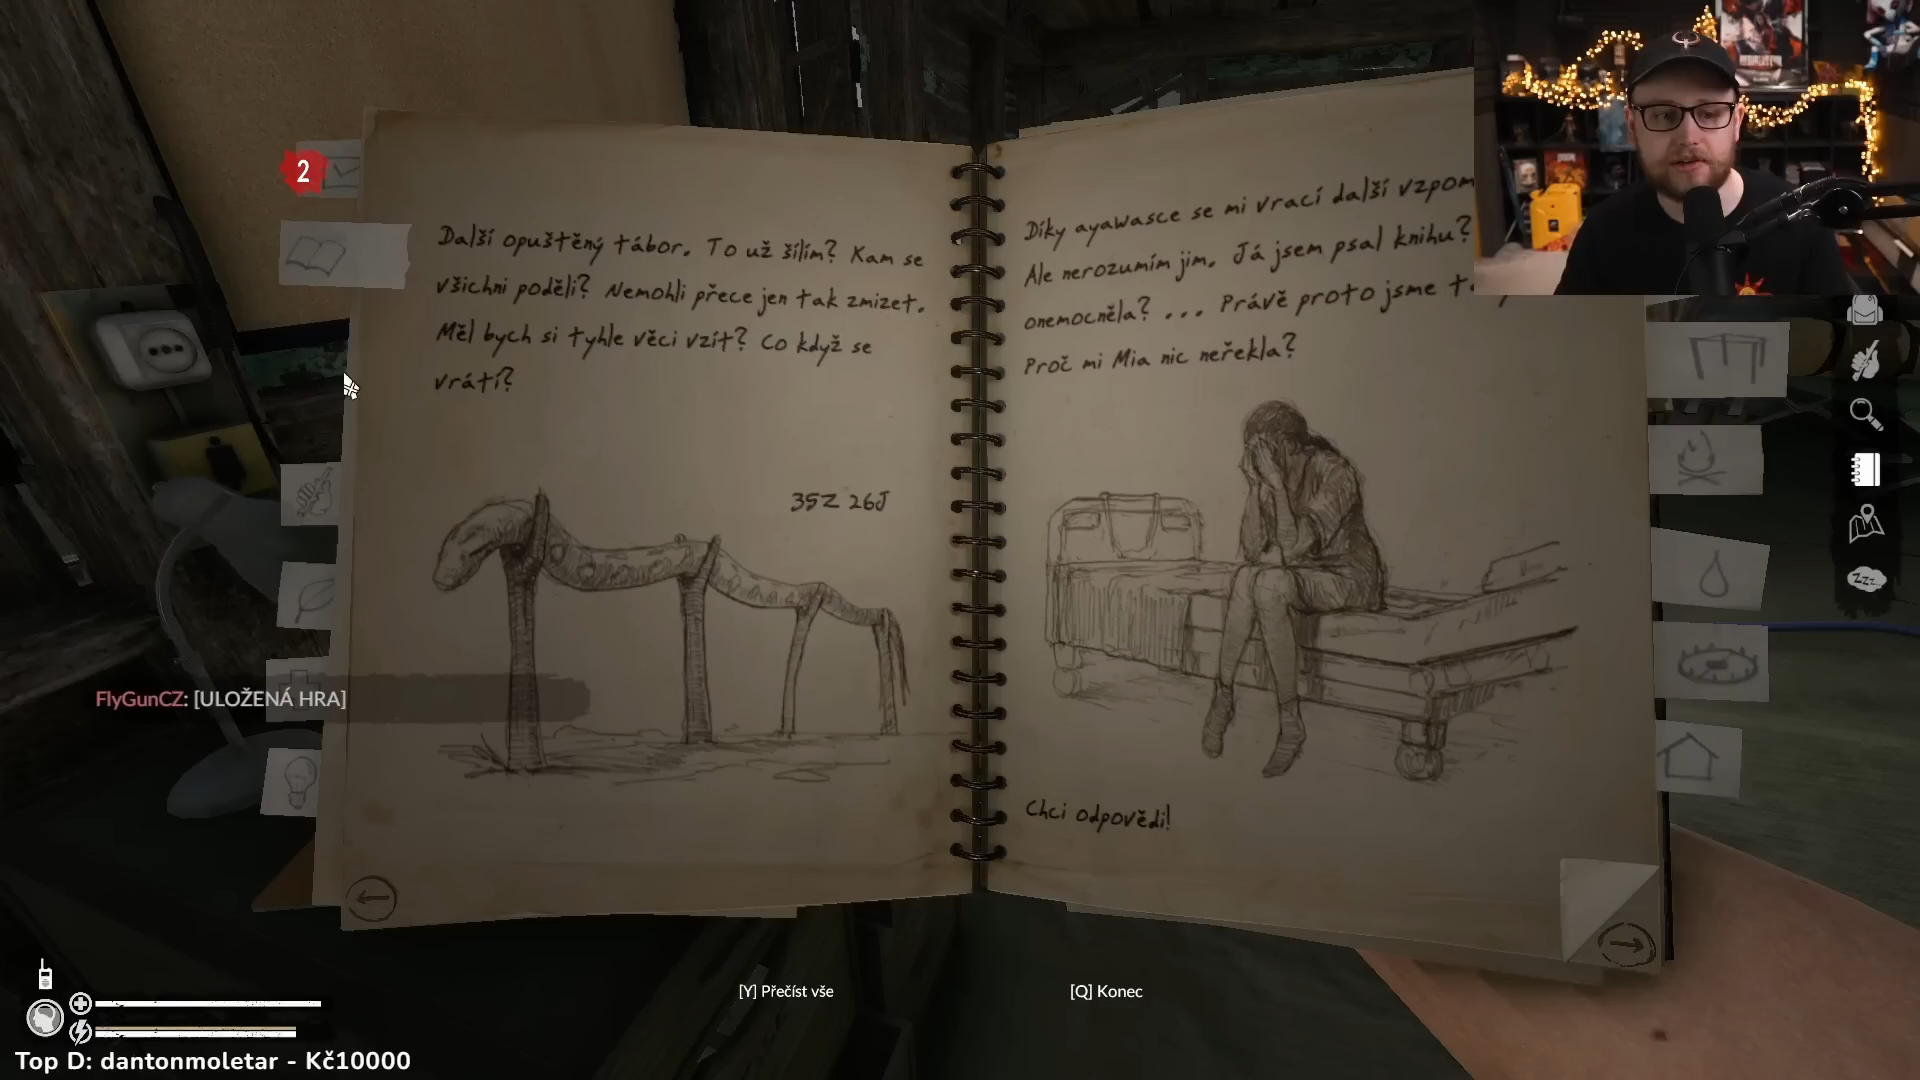 2
Další opuštěný tábor. To už šílím? Kam se
všichni poděli? Nemohli přece jen tak zmizet.
Měl bych si tyhle věci vzít? Co když se
vrátí?
35Z 26J
Díky ayawasce se mi vrací další
Ale nerozumím jim. Já jsem psal knihu?
onemocněla? ... Právě proto jsme
Proč mi Mia nic neřekla?
Chci odpovědi!
Zzz
FlyGunCZ: [ULOŽENÁ HRA]
[Y] Přečíst vše
[Q] Konec
Top D: dantonmoletar - Kč10000